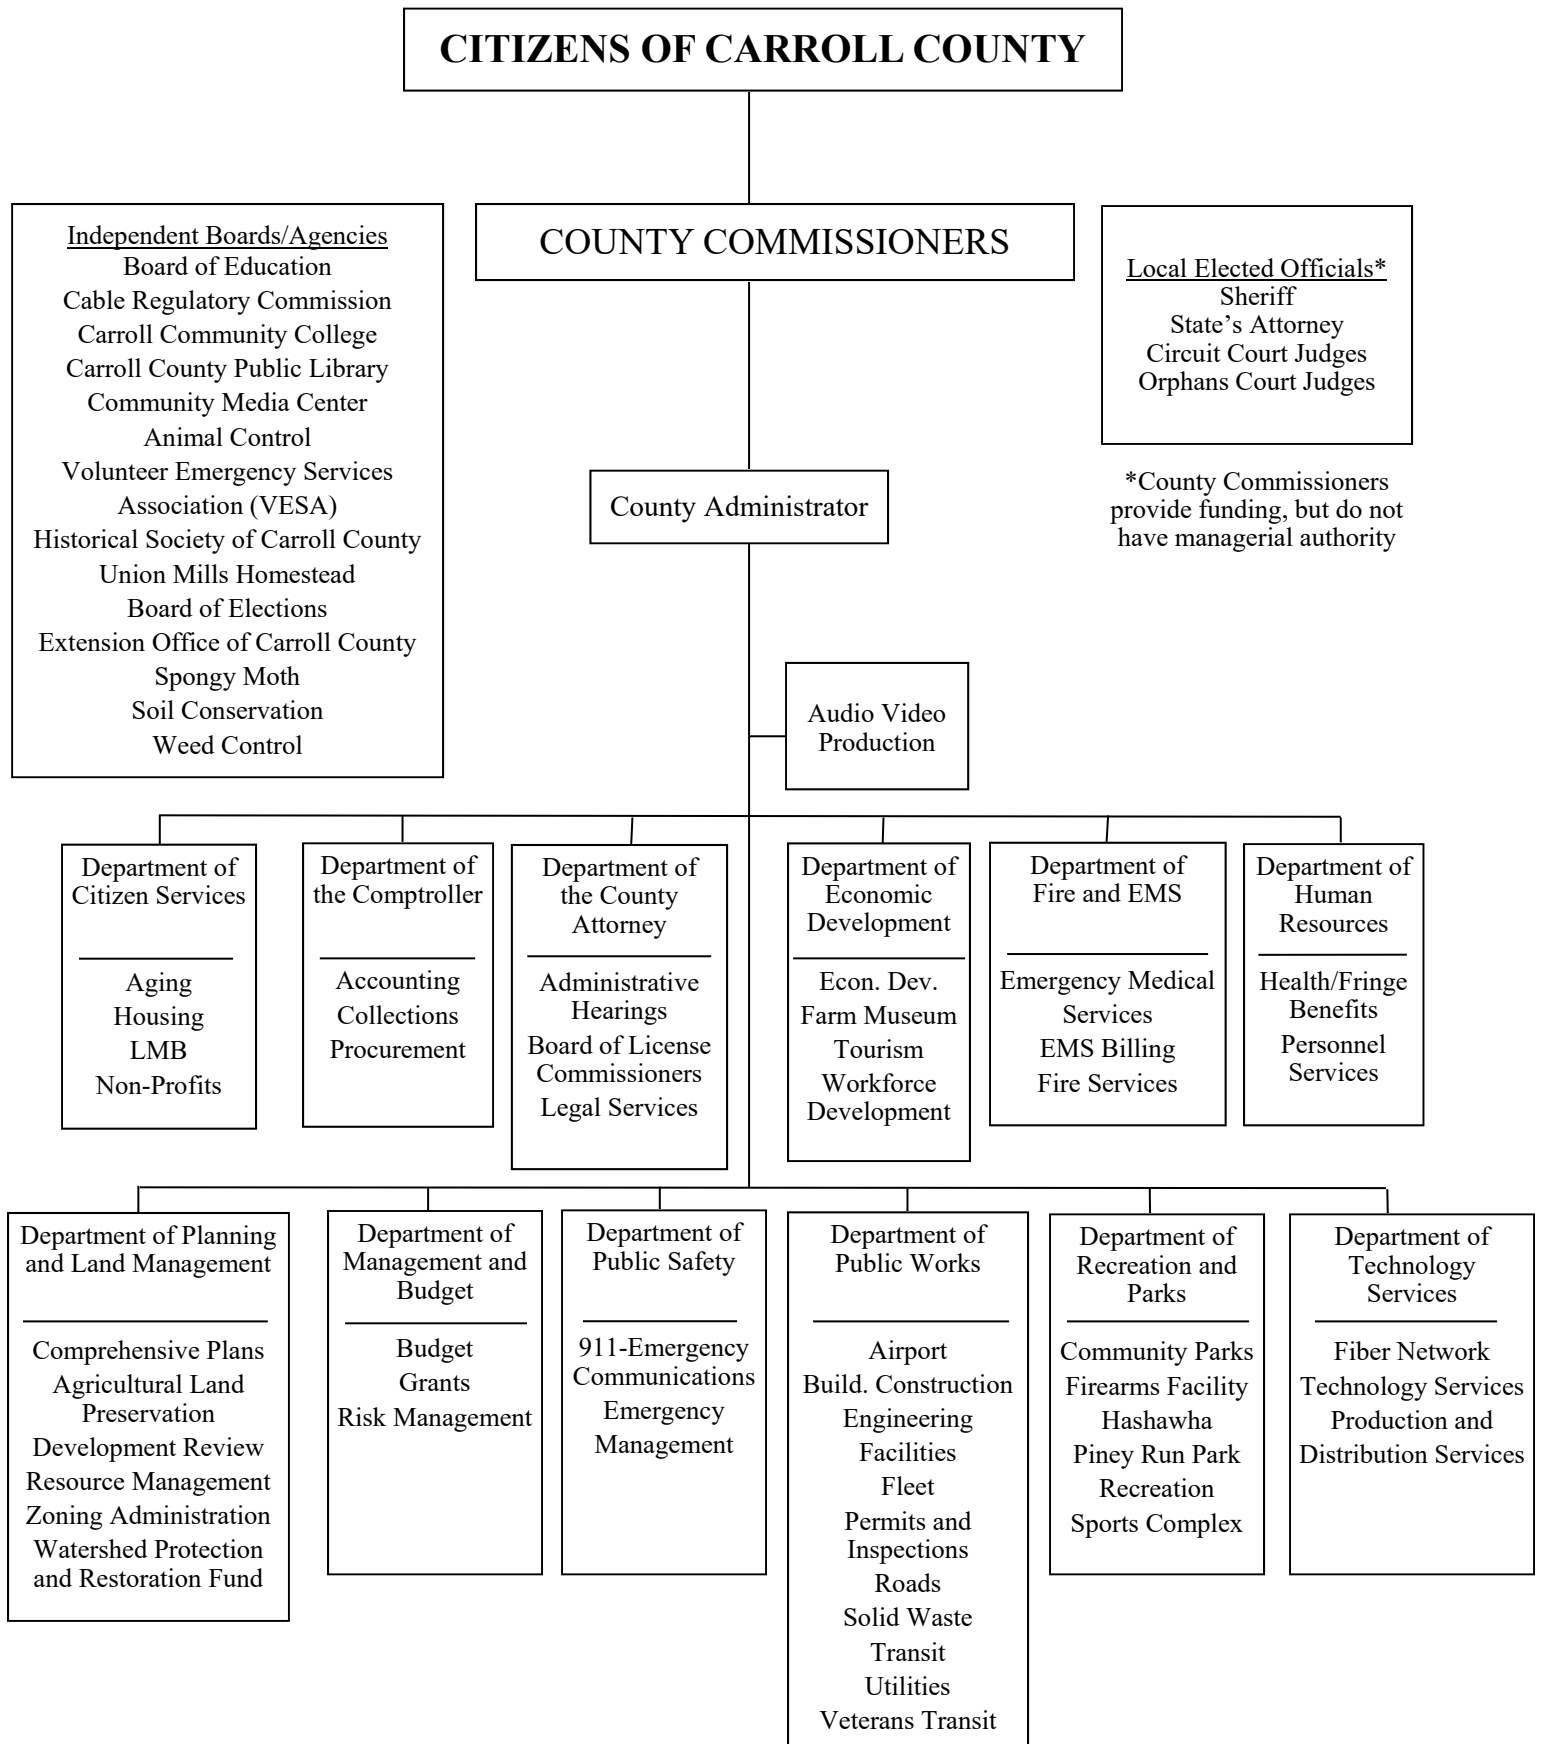 CITIZENS OF CARROLL COUNTY
Independent Boards/Agencies
Board of Education
Cable Regulatory Commission
Carroll Community College
Carroll County Public Library
Community Media Center
Animal Control
Volunteer Emergency Services
Association (VESA)
Historical Society of Carroll County
Union Mills Homestead
Board of Elections
Extension Office of Carroll County
Spongy Moth
Soil Conservation
Weed Control
COUNTY COMMISSIONERS
Local Elected Officials*
Sheriff
State’s Attorney
Circuit Court Judges
Orphans Court Judges
*County Commissioners
provide funding, but do not
have managerial authority
County Administrator
Audio Video
Production
Department of
Citizen Services
Aging
Housing
LMB
Non-Profits
Department of
the Comptroller
Accounting
Collections
Procurement
Department of
the County
Attorney
Administrative
Hearings
Board of License
Commissioners
Legal Services
Department of
Economic
Development
Econ. Dev.
Farm Museum
Tourism
Workforce
Development
Department of
Fire and EMS
Emergency Medical
Services
EMS Billing
Fire Services
Department of
Human
Resources
Health/Fringe
Benefits
Personnel
Services
Department of Planning
and Land Management
Comprehensive Plans
Agricultural Land
Preservation
Development Review
Resource Management
Zoning Administration
Watershed Protection
and Restoration Fund
Department of
Management and
Budget
Budget
Grants
Risk Management
Department of
Public Safety
911-Emergency
Communications
Emergency
Management
Department of
Public Works
Airport
Build. Construction
Engineering
Facilities
Fleet
Permits and
Inspections
Roads
Solid Waste
Transit
Utilities
Veterans Transit
Department of
Recreation and
Parks
Community Parks
Firearms Facility
Hashawha
Piney Run Park
Recreation
Sports Complex
Department of
Technology
Services
Fiber Network
Technology Services
Production and
Distribution Services